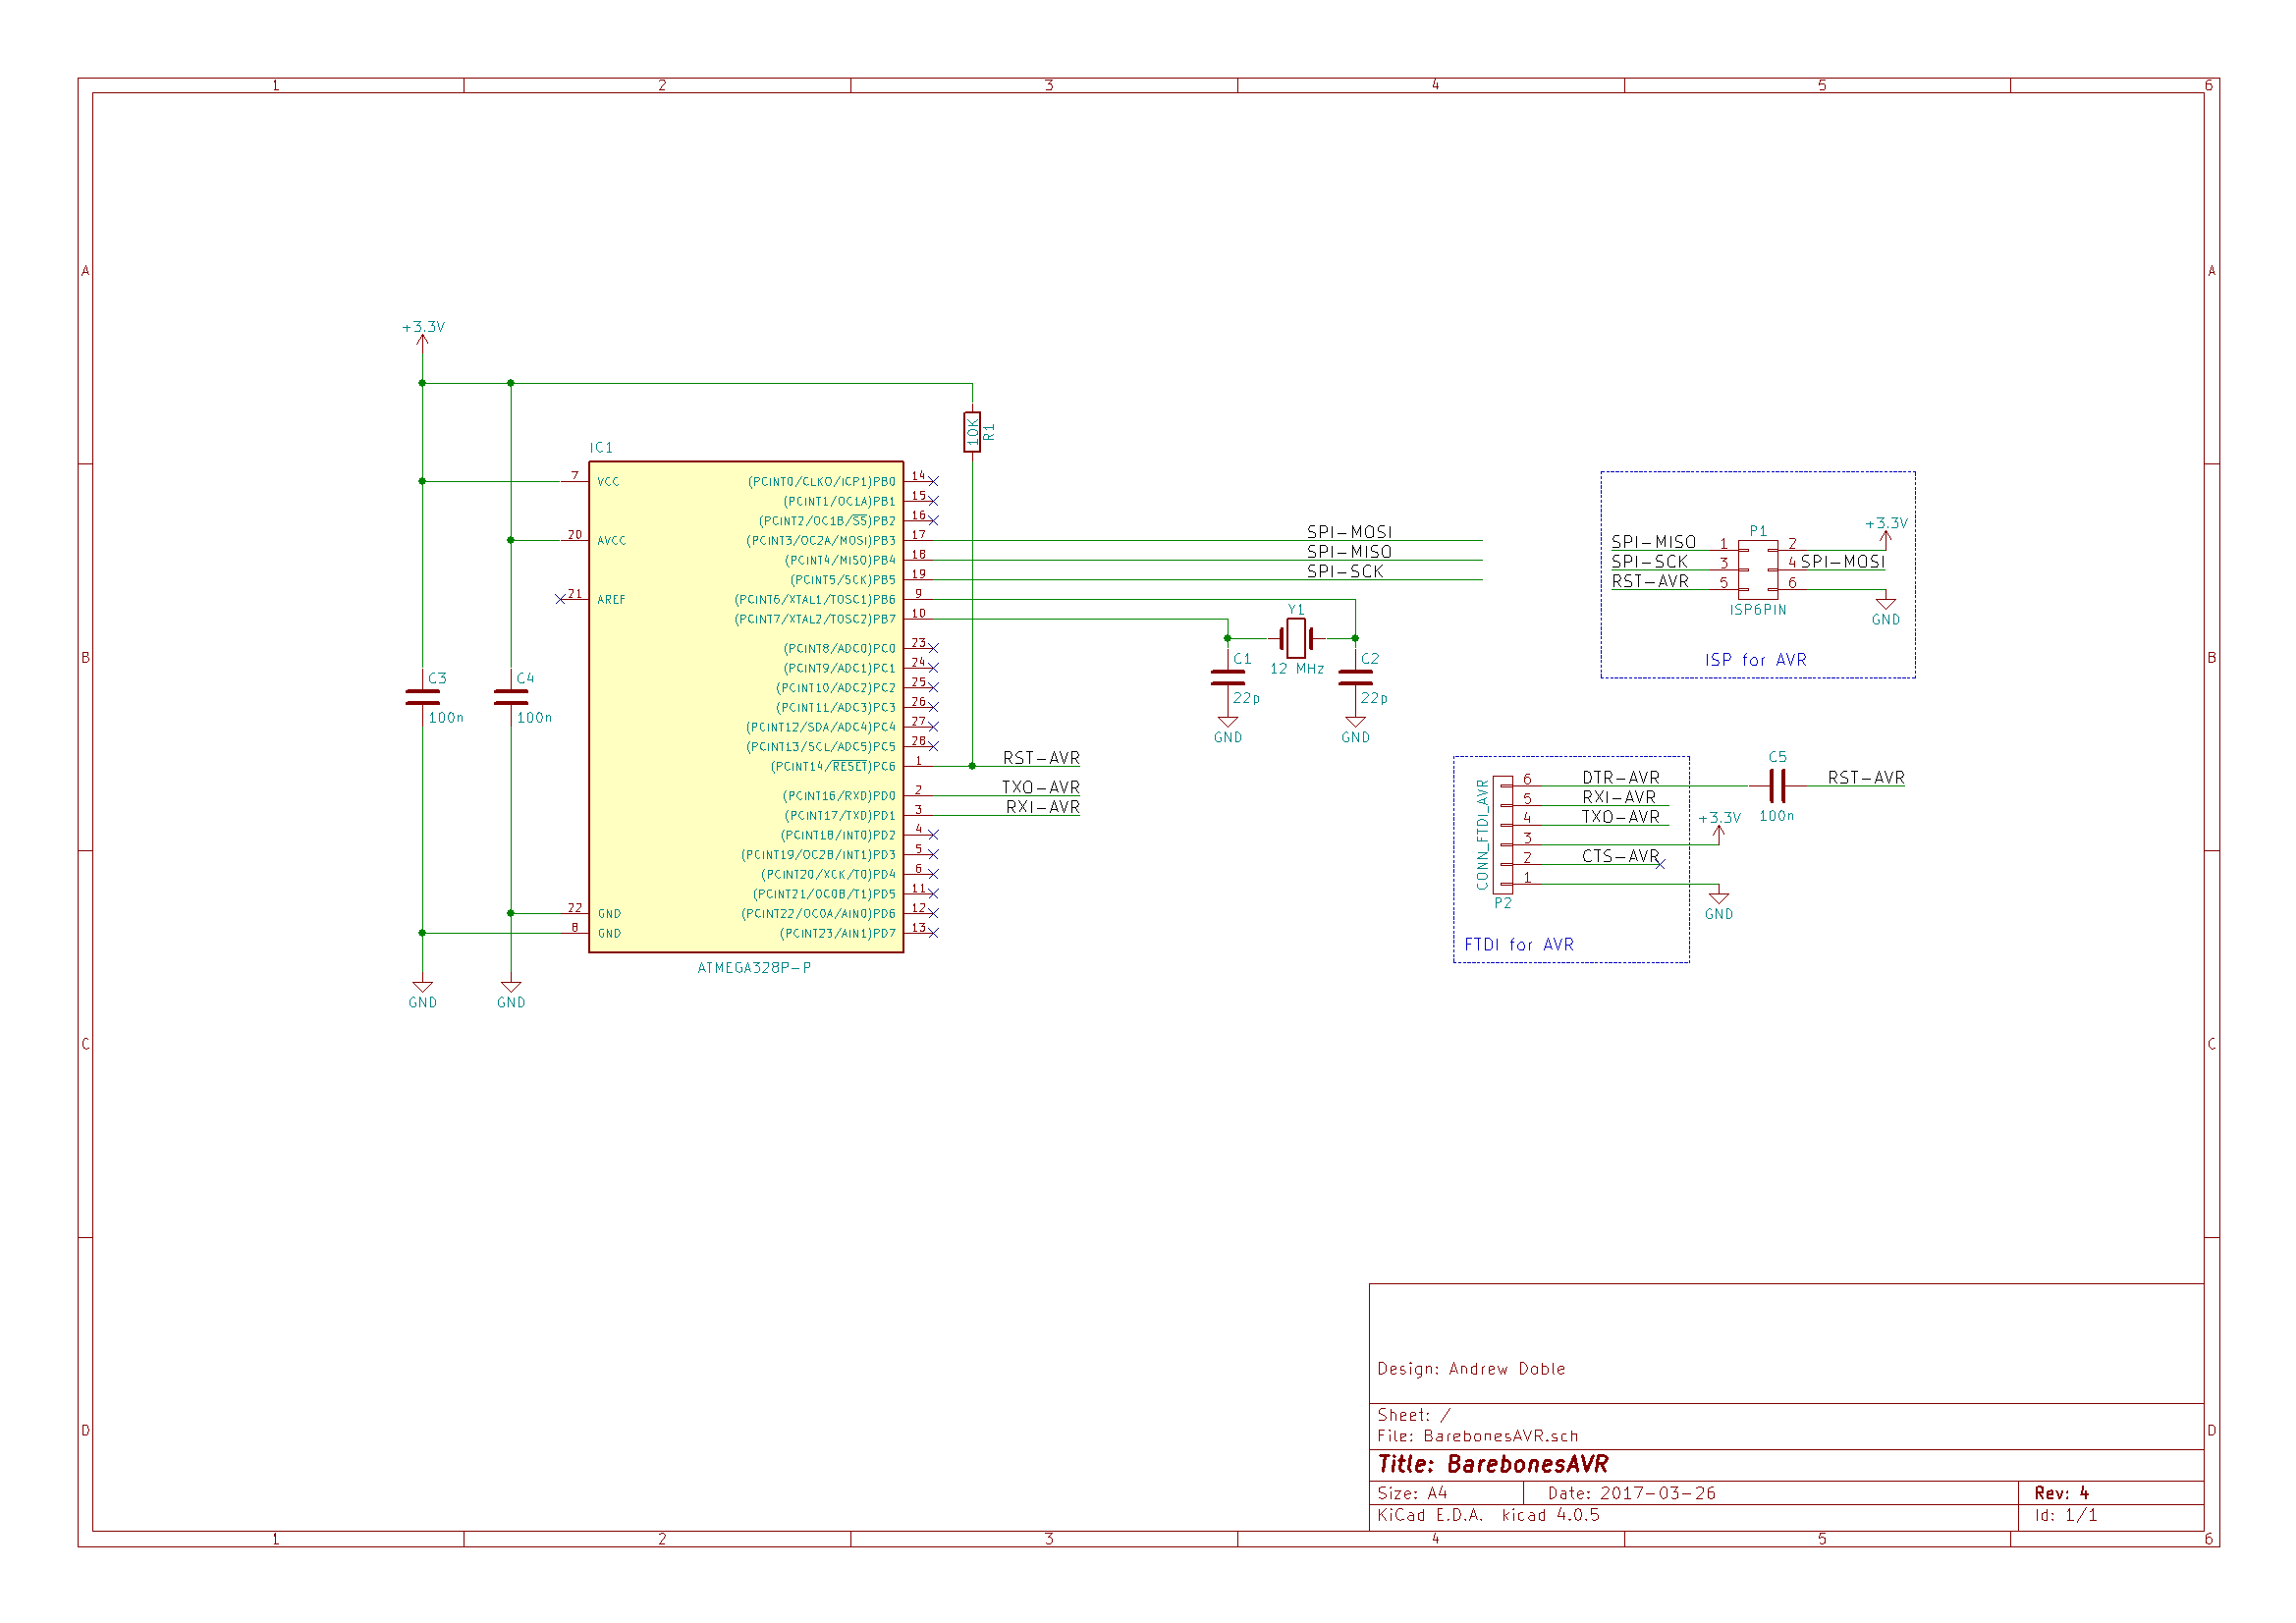 1 2 3 4 5 6
A A
+3.3V
10K
R1
IC1
7 VCC
20 AVCC
21 AREF
22 GND
8 GND
(PCINT0/CLKO/ICP1)PB0 14
(PCINT1/OC1A)PB1 15
(PCINT2/OC1B/SS)PB2 16
(PCINT3/OC2A/MOSI)PB3 17
(PCINT4/MISO)PB4 18
(PCINT5/SCK)PB5 19
(PCINT6/XTAL1/TOSC1)PB6 9
(PCINT7/XTAL2/TOSC2)PB7 10
(PCINT8/ADC0)PC0 23
(PCINT9/ADC1)PC1 24
(PCINT10/ADC2)PC2 25
(PCINT11/ADC3)PC3 26
(PCINT12/SDA/ADC4)PC4 27
(PCINT13/SCL/ADC5)PC5 28
(PCINT14/RESET)PC6 1
(PCINT16/RXD)PD0 2
(PCINT17/TXD)PD1 3
(PCINT18/INT0)PD2 4
(PCINT19/OC2B/INT1)PD3 5
(PCINT20/XCK/T0)PD4 6
(PCINT21/OC0B/T1)PD5 11
(PCINT22/OC0A/AIN0)PD6 12
(PCINT23/AIN1)PD7 13
ATMEGA328P-P
C3
100n
C4
100n
GND
GND
SPI-MOSI
SPI-MISO
SPI-SCK
RST-AVR
TXO-AVR
RXI-AVR
Y1
12 MHz
C1
22p
C2
22p
GND
GND
P1
+3.3V
SPI-MISO 1 2
SPI-SCK 3 4 SPI-MOSI
RST-AVR 5 6
ISP6PIN
GND
ISP for AVR
B B
C5
100n
RST-AVR
CONN_FTDI_AVR
6 DTR-AVR
5 RXI-AVR
4 TXO-AVR
3
+3.3V
2 CTS-AVR
1
P2
GND
FTDI for AVR
C C
Design: Andrew Doble
Sheet: /
File: BarebonesAVR.sch
Title: BarebonesAVR
Size: A4 Date: 2017-03-26 Rev: 4
KiCad E.D.A. kicad 4.0.5 Id: 1/1
D D
1 2 3 4 5 6